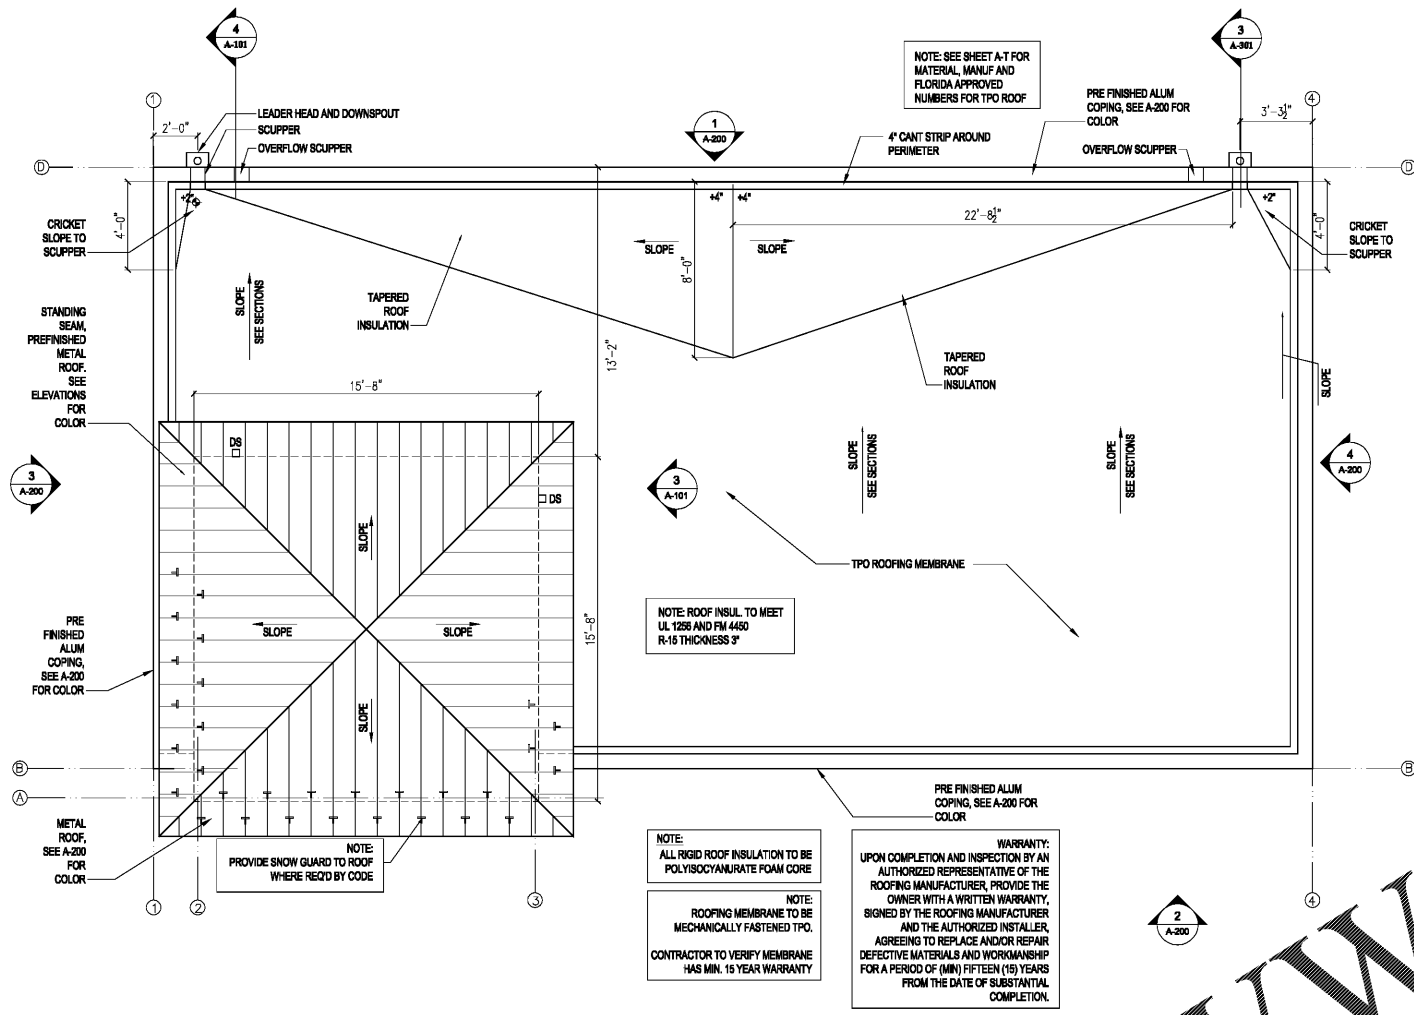 4
A-101
3
A-301
NOTE: SEE SHEET A-T FOR
MATERIAL, MANUF AND
FLORIDA APPROVED
NUMBERS FOR TPO ROOF
1
4
2'-0"
LEADER HEAD AND DOWNSPOUT
SCUPPER
OVERFLOW SCUPPER
1
A-200
4" CANT STRIP AROUND
PERIMETER
PRE FINISHED ALUM
COPING, SEE A-200 FOR
COLOR
OVERFLOW SCUPPER
3'-3½"
D
D
+2"
+4"
+4"
+2"
4'-0"
CRICKET
SLOPE TO
SCUPPER
22'-8½"
4'-0"
CRICKET
SLOPE TO
SCUPPER
SLOPE
SLOPE
8'-0"
SLOPE
SEE SECTIONS
TAPERED
ROOF
INSULATION
STANDING
SEAM,
PREFINISHED
METAL
ROOF.
SEE
ELEVATIONS
FOR
COLOR
13'-2"
15'-8"
TAPERED
ROOF
INSULATION
SLOPE
DS
DS
3
A-200
3
A-101
SLOPE
SEE SECTIONS
SLOPE
SEE SECTIONS
4
A-200
SLOPE
TPO ROOFING MEMBRANE
SLOPE
SLOPE
15'-8"
NOTE: ROOF INSUL. TO MEET
UL 1256 AND FM 4450
R-15 THICKNESS 3"
PRE
FINISHED
ALUM
COPING,
SEE A-200
FOR COLOR
SLOPE
B
B
A
PRE FINISHED ALUM
COPING, SEE A-200 FOR
COLOR
METAL
ROOF,
SEE A-200
FOR
COLOR
NOTE:
PROVIDE SNOW GUARD TO ROOF
WHERE REQ'D BY CODE
NOTE:
ALL RIGID ROOF INSULATION TO BE
POLYISOCYANURATE FOAM CORE
NOTE:
ROOFING MEMBRANE TO BE
MECHANICALLY FASTENED TPO.
CONTRACTOR TO VERIFY MEMBRANE
HAS MIN. 15 YEAR WARRANTY
WARRANTY:
UPON COMPLETION AND INSPECTION BY AN
AUTHORIZED REPRESENTATIVE OF THE
ROOFING MANUFACTURER, PROVIDE THE
OWNER WITH A WRITTEN WARRANTY,
SIGNED BY THE ROOFING MANUFACTURER
AND THE AUTHORIZED INSTALLER,
AGREEING TO REPLACE AND/OR REPAIR
DEFECTIVE MATERIALS AND WORKMANSHIP
FOR A PERIOD OF (MIN) FIFTEEN (15) YEARS
FROM THE DATE OF SUBSTANTIAL
COMPLETION.
1
2
3
4
2
A-200